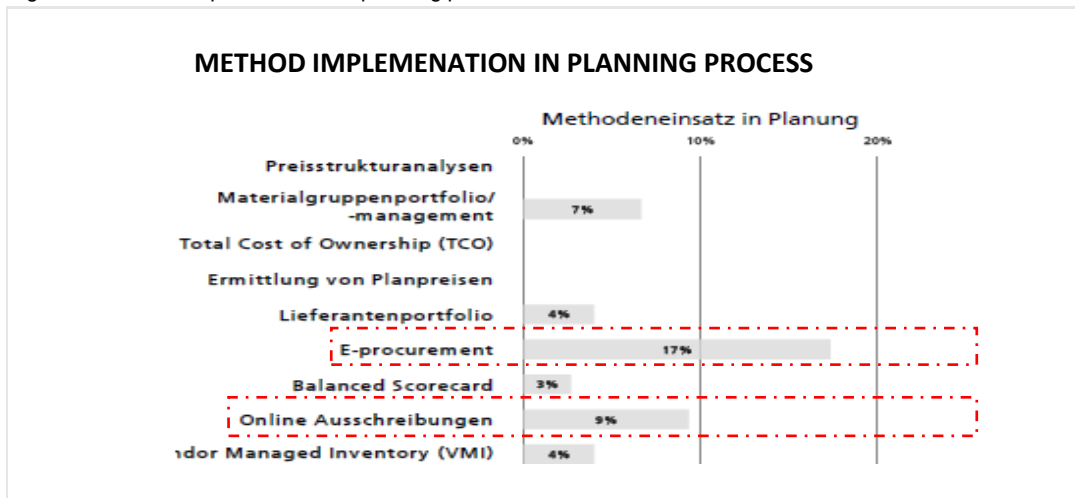 METHOD IMPLEMENATION IN PLANNING PROCESS
Methodeneinsatz in Planung
0% 10% 20%
Preisstrukturanalysen
Materialgruppenportfolio/
-management 7%
Total Cost of Ownership (TCO)
Ermittlung von Planpreisen
Lieferantenportfolio 4%
E-procurement 17%
Balanced Scorecard 3%
Online Ausschreibungen 9%
Managed Inventory (VMI) 4%